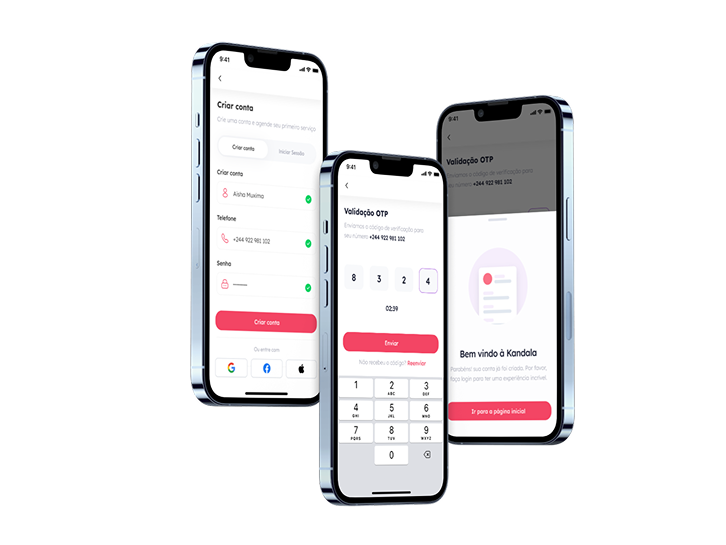 9:41
Criar conta
Crie uma conta e agende seu primeiro serviço
Criar conta
Iniciar Sessão
Criar conta
Aisha Muxima
Telefone
+244 922 981 102
Senha
Criar conta
Ou entre com
9:41
Validação OTP
Enviamos o código de verificação para
seu número +244 922 981 102
8 3 2 4
02:59
Enviar
Não recebeu o código? Reenviar
1 2 3
ABC DEF
4 5 6
GHI JKL MNO
7 8 9
PQRS TUV WXYZ
0
9:41
Validação OTP
Enviamos o código de verificação para
seu número +244 922 981 102
Bem vindo à Kandala
Parabéns! sua conta já foi criada. Por favor,
faça login para ter uma experiência incrível.
Ir para a página inicial